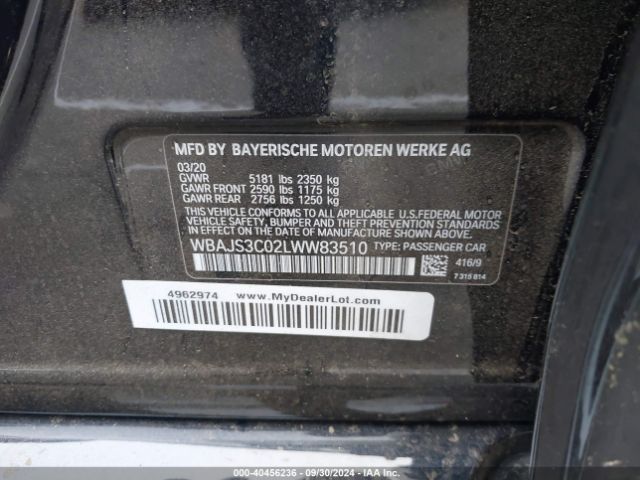 MFD BY BAYERISCHE MOTOREN WERKE AG
03/20
GVWR 5181 lbs 2350 kg
GAWR FRONT 2590 lbs 1175 kg
GAWR REAR 2756 lbs 1250 kg
THIS VEHICLE CONFORMS TO ALL APPLICABLE U.S.FEDERAL MOTOR
VEHICLE SAFETY, BUMPER AND THEFT PREVENTION STANDARDS
IN EFFECT ON THE DATE OF MANUFACTURE SHOWN ABOVE.
WBAJS3C02LWW83510 TYPE: PASSENGER CAR
416/9
7 315 814
4962974 www.MyDealerLot.com
000-40456236 - 09/30/2024 - IAA Inc.